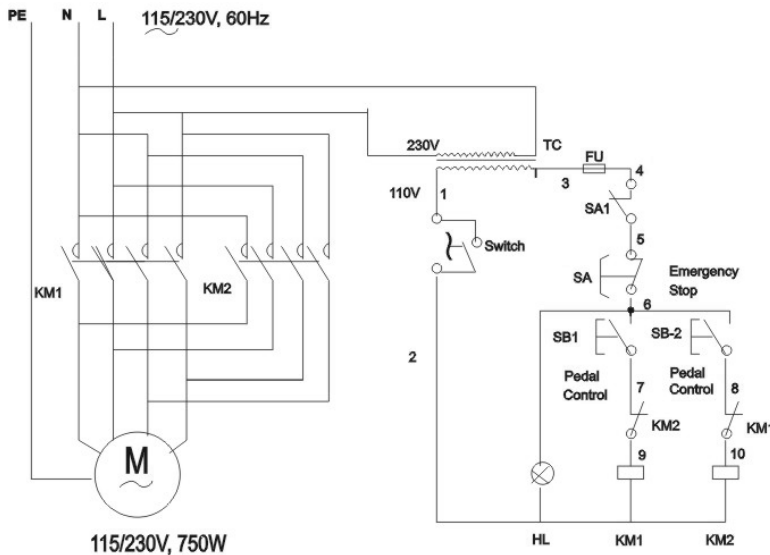 PE N L 115/230V, 60Hz
230V TC
FU
3 4
110V 1
SA1
Switch 5
KM1 KM2 SA Emergency
Stop
6
SB1 SB-2
2
Pedal Pedal
Control 7 Control 8
KM2 KM1
M 9 10
HL KM1 KM2
115/230V, 750W